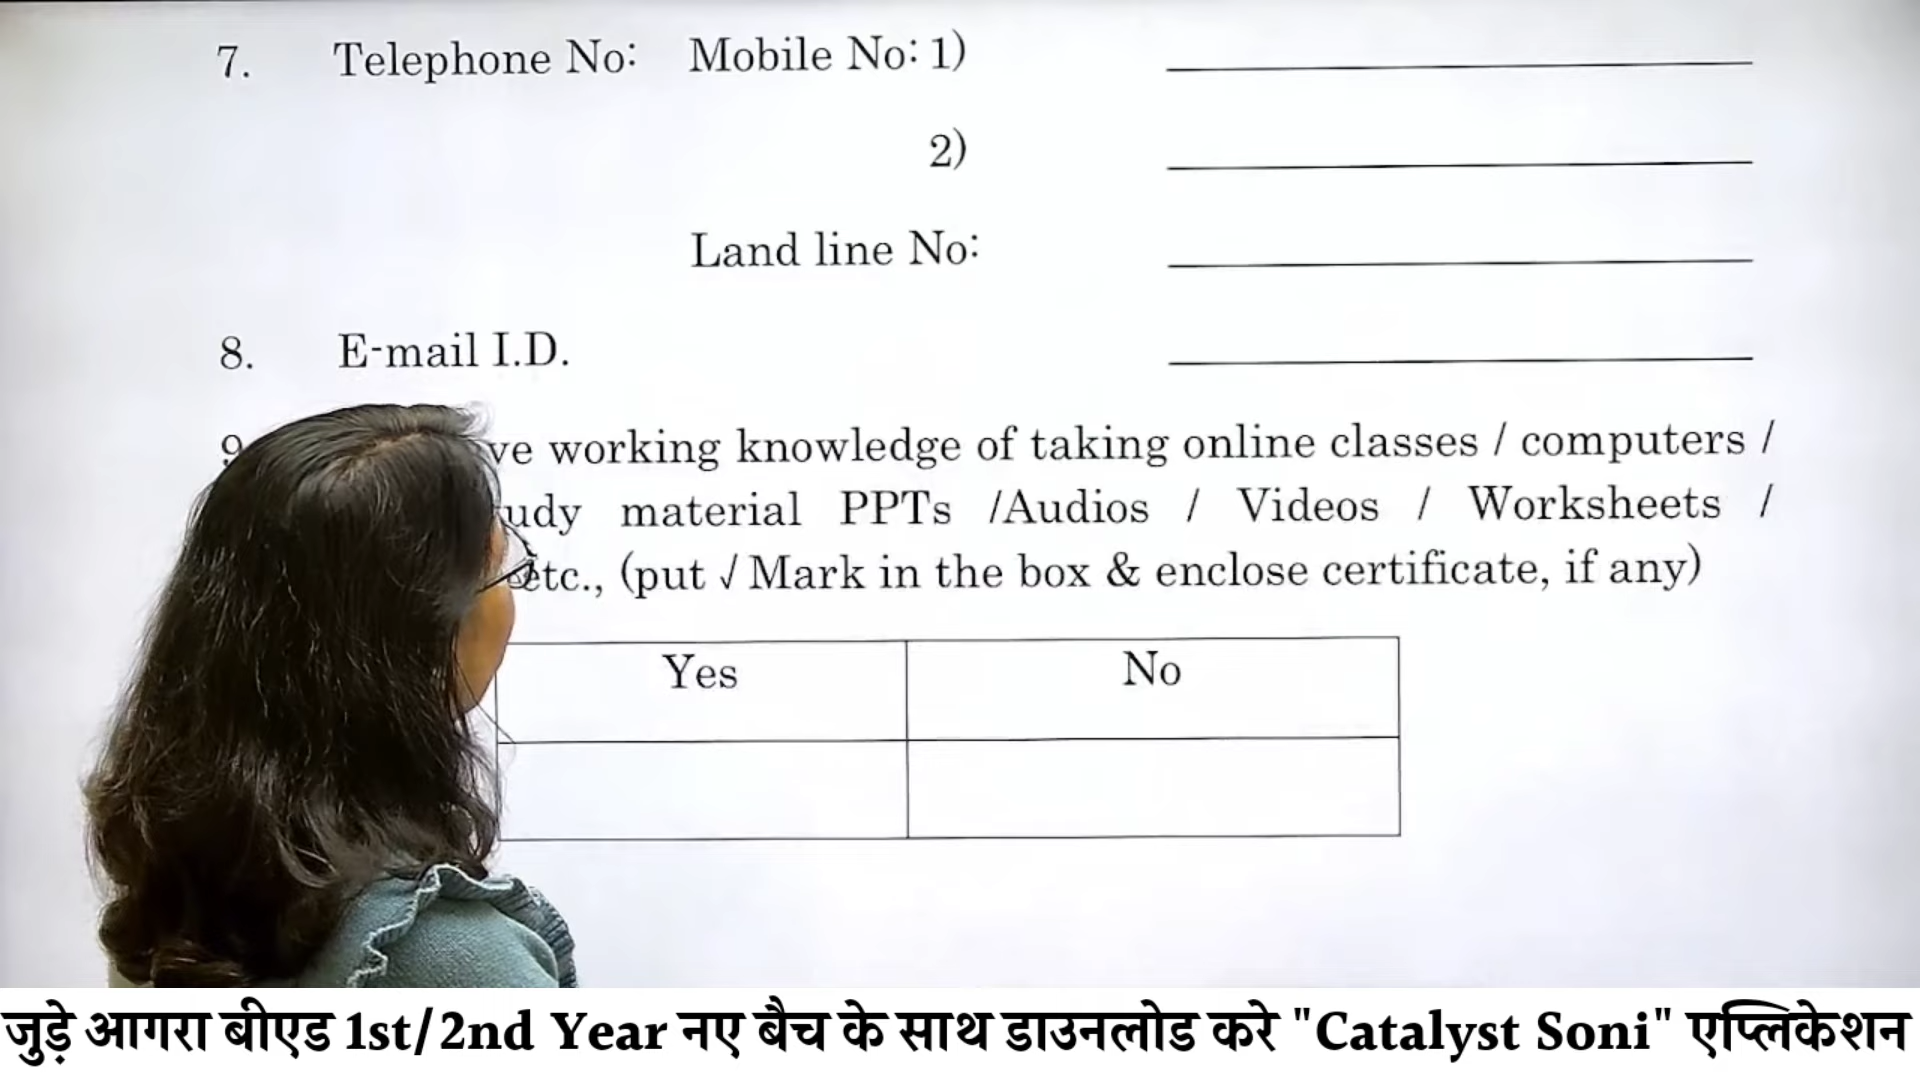 7. Telephone No: Mobile No: 1)
2)
Land line No:
8. E-mail I.D.
9 working knowledge of taking online classes / computers /
material PPTs /Audios / Videos / Worksheets /
etc., (put √ Mark in the box & enclose certificate, if any)
Yes No
जुड़े आगरा बीएड 1st/2nd Year नए बैच के साथ डाउनलोड करे "Catalyst Soni" एप्लिकेशन